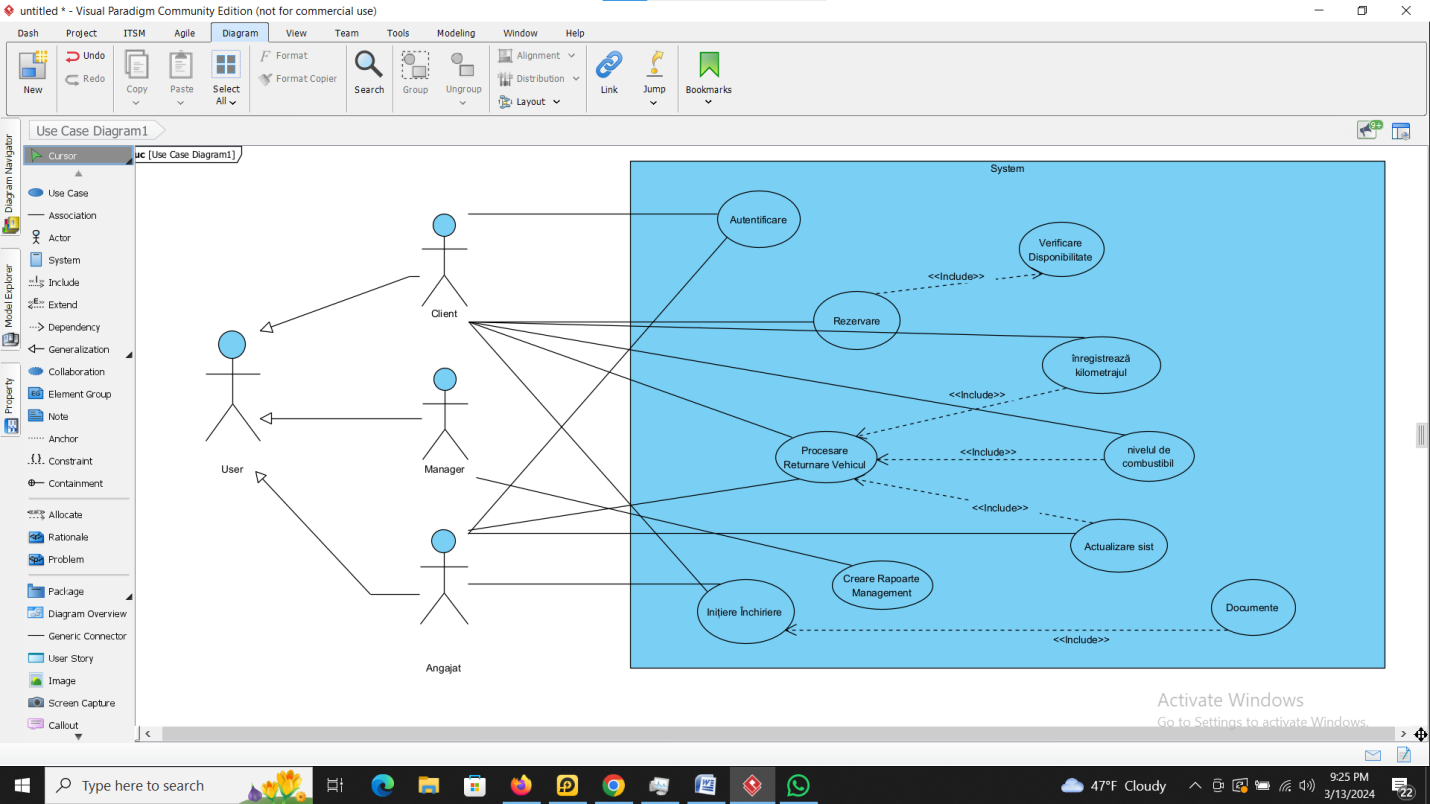 untitled * - Visual Paradigm Community Edition (not for commercial use)
Dash Project ITSM Agile Diagram View Team Tools Modeling Window Help
New
Undo
Redo
Copy
Paste
Select
All
Format
Format Copier
Search
Group
Ungroup
Alignment
Distribution
Layout
Link
Jump
Bookmarks
Use Case Diagram1
9+
Diagram Navigator
Model Explorer
Property
Cursor
Use Case
Association
Actor
System
Include
Extend
Dependency
Generalization
Collaboration
Element Group
Note
Anchor
Constraint
Containment
Allocate
Rationale
Problem
Package
Diagram Overview
Generic Connector
User Story
Image
Screen Capture
Callout
uc [Use Case Diagram1]
System
Autentificare
Verificare
Disponibilitate
<<Include>>
Client
Rezervare
înregistrează
kilometrajul
<<Include>>
Procesare
Returnare Vehicul
<<Include>>
nivelul de
combustibil
User
Manager
<<Include>>
Actualizare sist
Creare Rapoarte
Management
Inițiere Închiriere
Documente
<<Include>>
Angajat
Activate Windows
Go to Settings to activate Windows.
Type here to search
47°F Cloudy
9:25 PM
3/13/2024
22